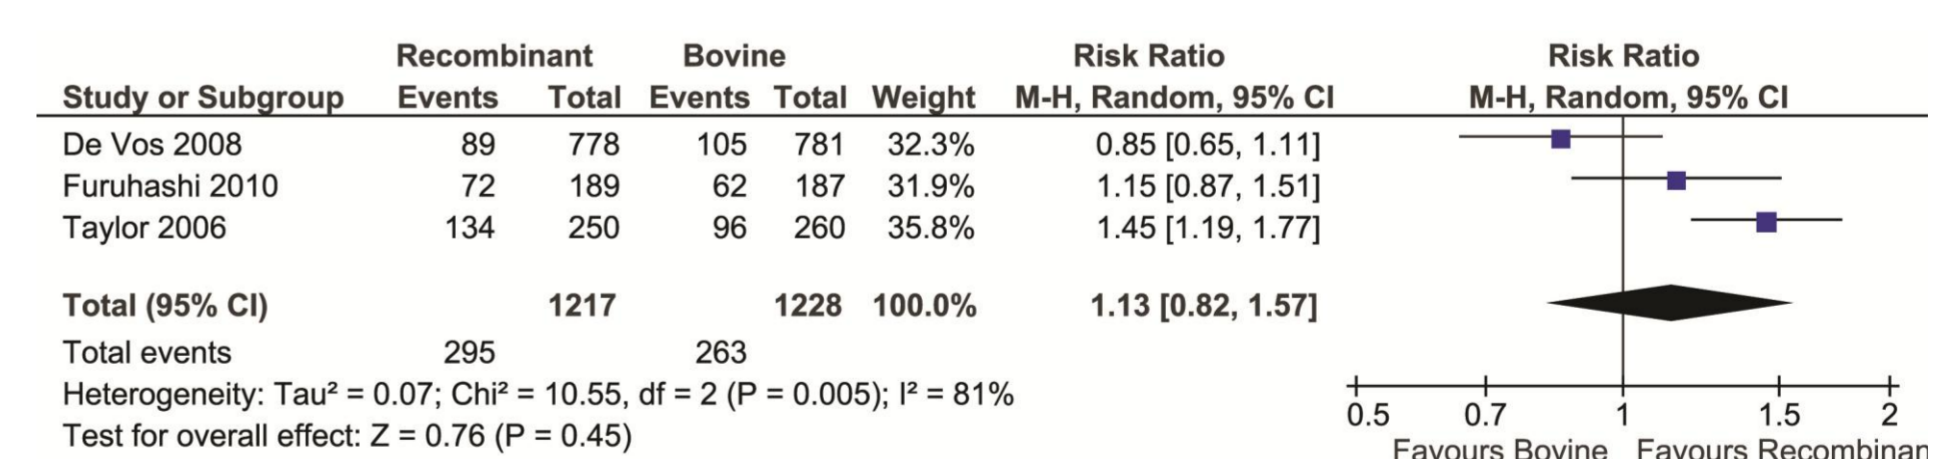 Recombinant Bovine Risk Ratio Risk Ratio
Study or Subgroup Events Total Events Total Weight M-H, Random, 95% CI M-H, Random, 95% CI
De Vos 2008 89 778 105 781 32.3% 0.85 [0.65, 1.11]
Furuhashi 2010 72 189 62 187 31.9% 1.15 [0.87, 1.51]
Taylor 2006 134 250 96 260 35.8% 1.45 [1.19, 1.77]
Total (95% CI) 1217 1228 100.0% 1.13 [0.82, 1.57]
Total events 295 263
Heterogeneity: Tau² = 0.07; Chi² = 10.55, df = 2 (P = 0.005); I² = 81%
Test for overall effect: Z = 0.76 (P = 0.45)
0.5 0.7 1 1.5 2
Favours Bovine Favours Recombinan